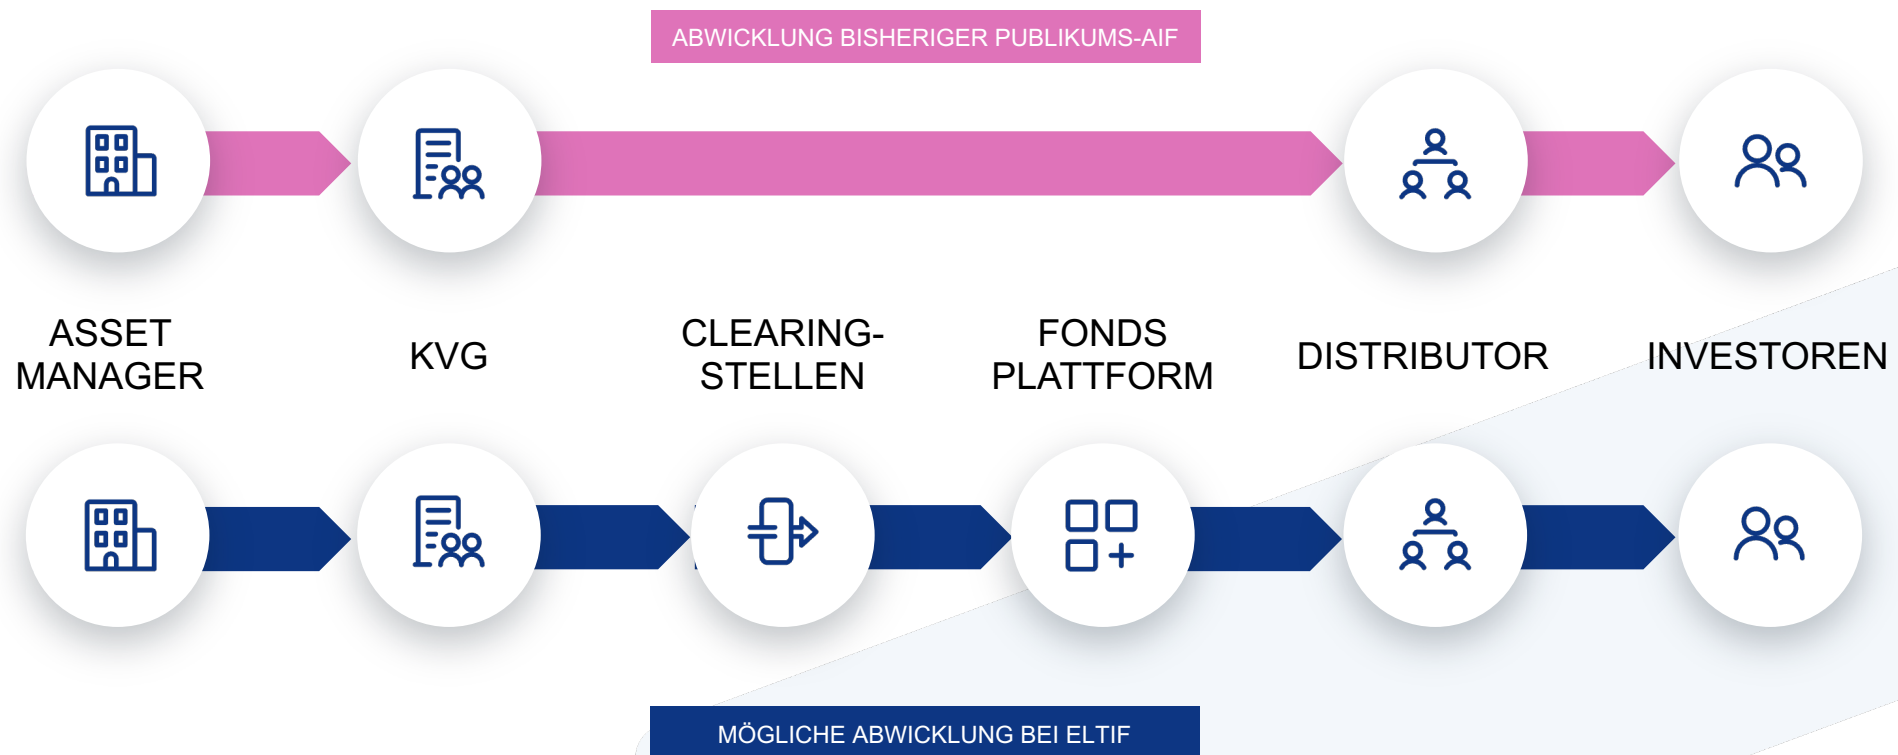 ABWICKLUNG BISHERIGER PUBLIKUMS-AIF
ASSET
MANAGER
KVG
CLEARING-
STELLEN
FONDS
PLATTFORM
DISTRIBUTOR
INVESTOREN
MÖGLICHE ABWICKLUNG BEI ELTIF